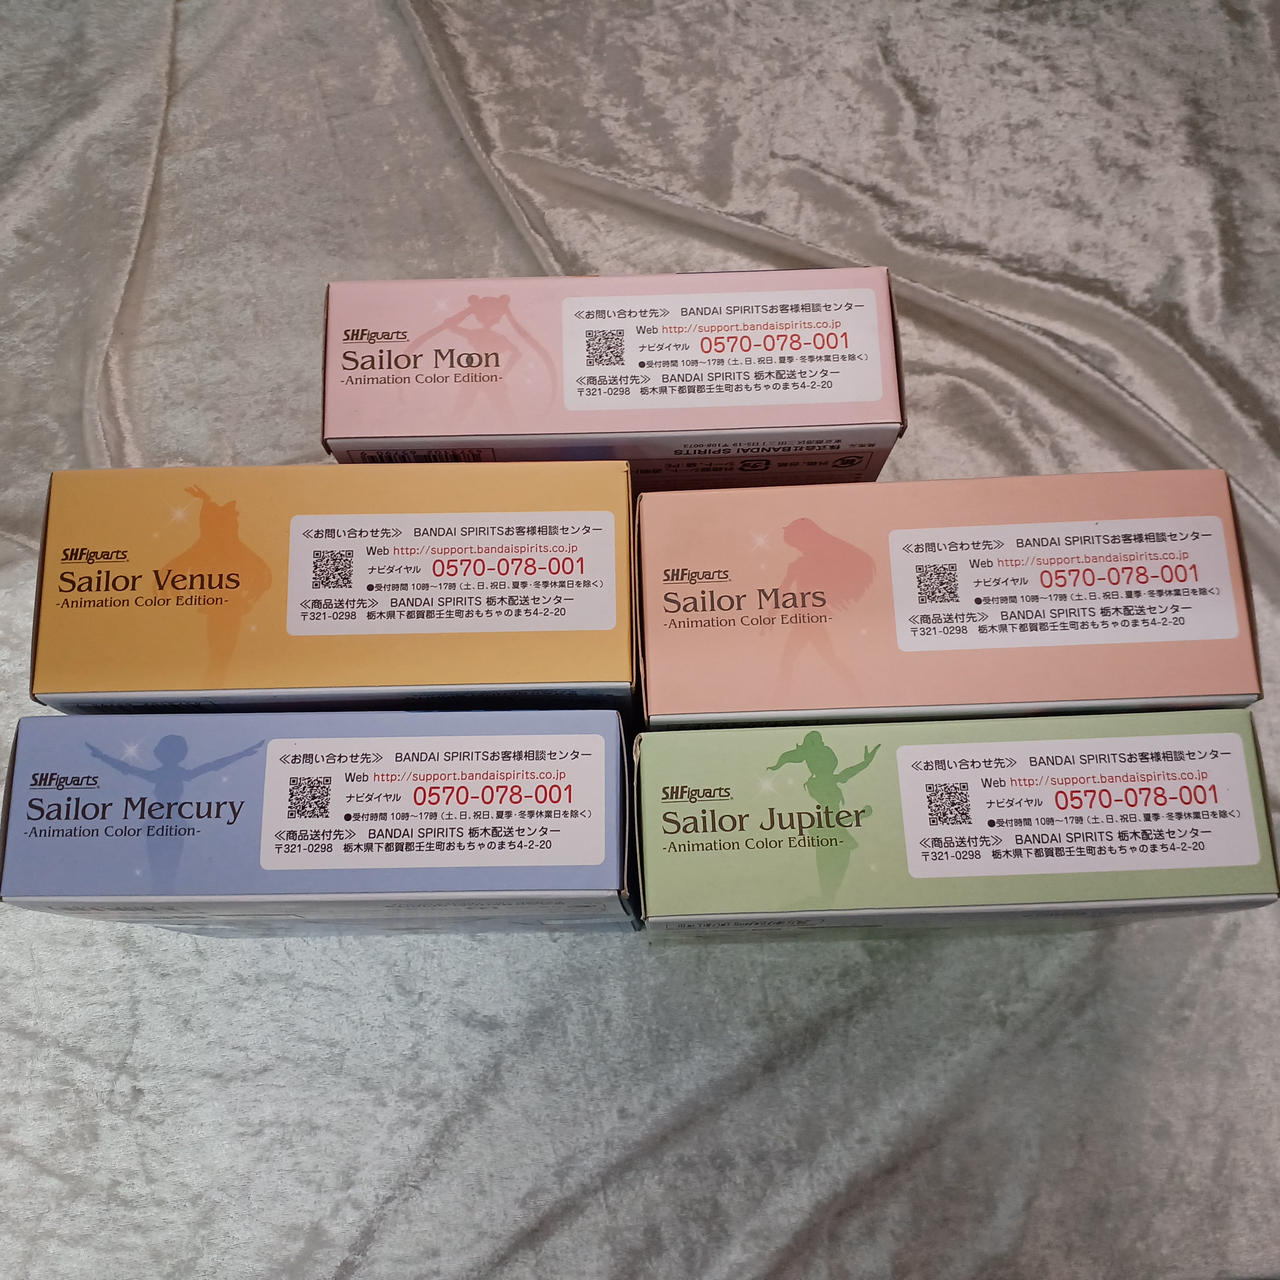 S.H.Figuarts
Sailor Moon
-Animation Color Edition-
≪お問い合わせ先≫ BANDAI SPIRITSお客様相談センター
Web http://support.bandaispirits.co.jp
ナビダイヤル 0570-078-001
●受付時間 10時～17時（土、日、祝日、夏季・冬季休業日を除く）
≪商品送付先≫ BANDAI SPIRITS 栃木配送センター
〒321-0298 栃木県下都賀郡壬生町おもちゃのまち4-2-20
株式会社BANDAI SPIRITS
S.H.Figuarts
Sailor Venus
-Animation Color Edition-
≪お問い合わせ先≫ BANDAI SPIRITSお客様相談センター
Web http://support.bandaispirits.co.jp
ナビダイヤル 0570-078-001
●受付時間 10時～17時（土、日、祝日、夏季・冬季休業日を除く）
≪商品送付先≫ BANDAI SPIRITS 栃木配送センター
〒321-0298 栃木県下都賀郡壬生町おもちゃのまち4-2-20
S.H.Figuarts
Sailor Mars
-Animation Color Edition-
≪お問い合わせ先≫ BANDAI SPIRITSお客様相談センター
Web http://support.bandaispirits.co.jp
ナビダイヤル 0570-078-001
●受付時間 10時～17時（土、日、祝日、夏季・冬季休業日を除く）
≪商品送付先≫ BANDAI SPIRITS 栃木配送センター
〒321-0298 栃木県下都賀郡壬生町おもちゃのまち4-2-20
S.H.Figuarts
Sailor Mercury
-Animation Color Edition-
≪お問い合わせ先≫ BANDAI SPIRITSお客様相談センター
Web http://support.bandaispirits.co.jp
ナビダイヤル 0570-078-001
●受付時間 10時～17時（土、日、祝日、夏季・冬季休業日を除く）
≪商品送付先≫ BANDAI SPIRITS 栃木配送センター
〒321-0298 栃木県下都賀郡壬生町おもちゃのまち4-2-20
S.H.Figuarts
Sailor Jupiter
-Animation Color Edition-
≪お問い合わせ先≫ BANDAI SPIRITSお客様相談センター
Web http://support.bandaispirits.co.jp
ナビダイヤル 0570-078-001
●受付時間 10時～17時（土、日、祝日、夏季・冬季休業日を除く）
≪商品送付先≫ BANDAI SPIRITS 栃木配送センター
〒321-0298 栃木県下都賀郡壬生町おもちゃのまち4-2-20